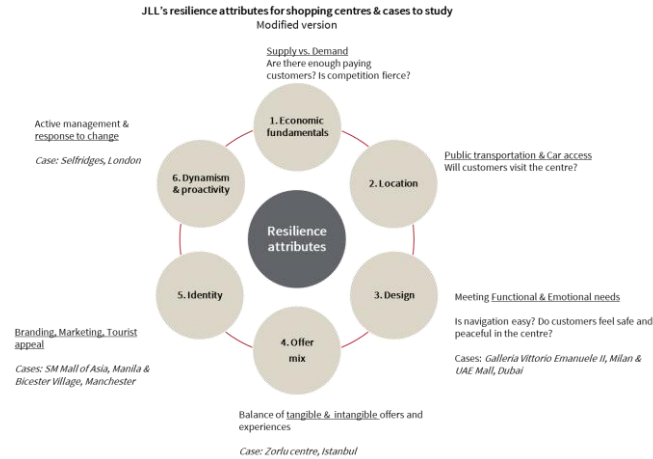 JLL's resilience attributes for shopping centres & cases to study
Modified version
Supply vs. Demand
Are there enough paying
customers? Is competition fierce?
1. Economic
fundamentals
Public transportation & Car access
Will customers visit the centre?
2. Location
Meeting Functional & Emotional needs
Is navigation easy? Do customers feel safe and
peaceful in the centre?
Cases: Galleria Vittorio Emanuele II, Milan &
UAE Mall, Dubai
3. Design
4. Offer
mix
Balance of tangible & intangible offers and
experiences
Case: Zorlu centre, Istanbul
5. Identity
Branding, Marketing, Tourist
appeal
Cases: SM Mall of Asia, Manila &
Bicester Village, Manchester
6. Dynamism
& proactivity
Active management &
response to change
Case: Selfridges, London
Resilience
attributes